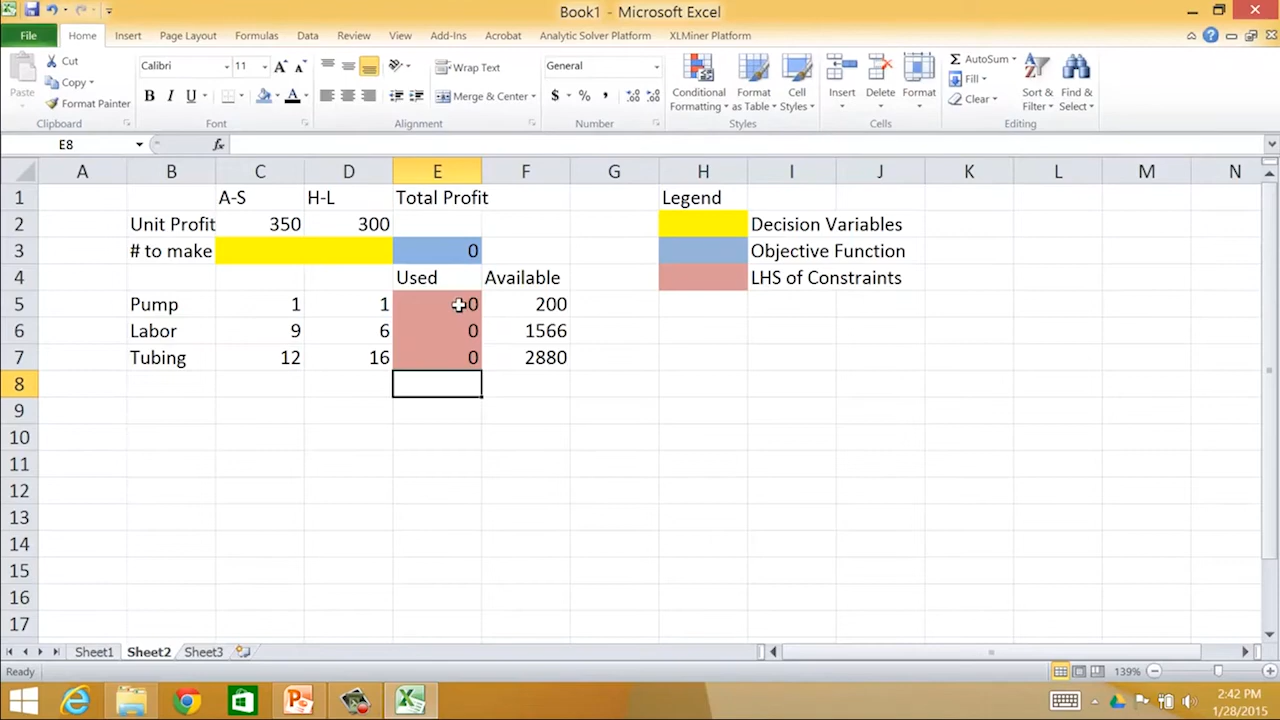 Book1 - Microsoft Excel
File Home Insert Page Layout Formulas Data Review View Add-Ins Acrobat Analytic Solver Platform XLMiner Platform
Paste
Cut
Copy
Format Painter
Clipboard
Calibri 11
B I U
Font
Wrap Text
Merge & Center
Alignment
General
$ % ,
Number
Conditional Formatting
Format as Table
Cell Styles
Styles
Insert Delete Format
Cells
AutoSum
Fill
Clear
Sort & Filter
Find & Select
Editing
E8 fx
A B C D E F G H I J K L M N
1 A-S H-L Total Profit Legend
2 Unit Profit 350 300 Decision Variables
3 # to make 0 Objective Function
4 Used Available LHS of Constraints
5 Pump 1 1 0 200
6 Labor 9 6 0 1566
7 Tubing 12 16 0 2880
8
9
10
11
12
13
14
15
16
17
Sheet1 Sheet2 Sheet3
Ready 139%
2:42 PM
1/28/2015